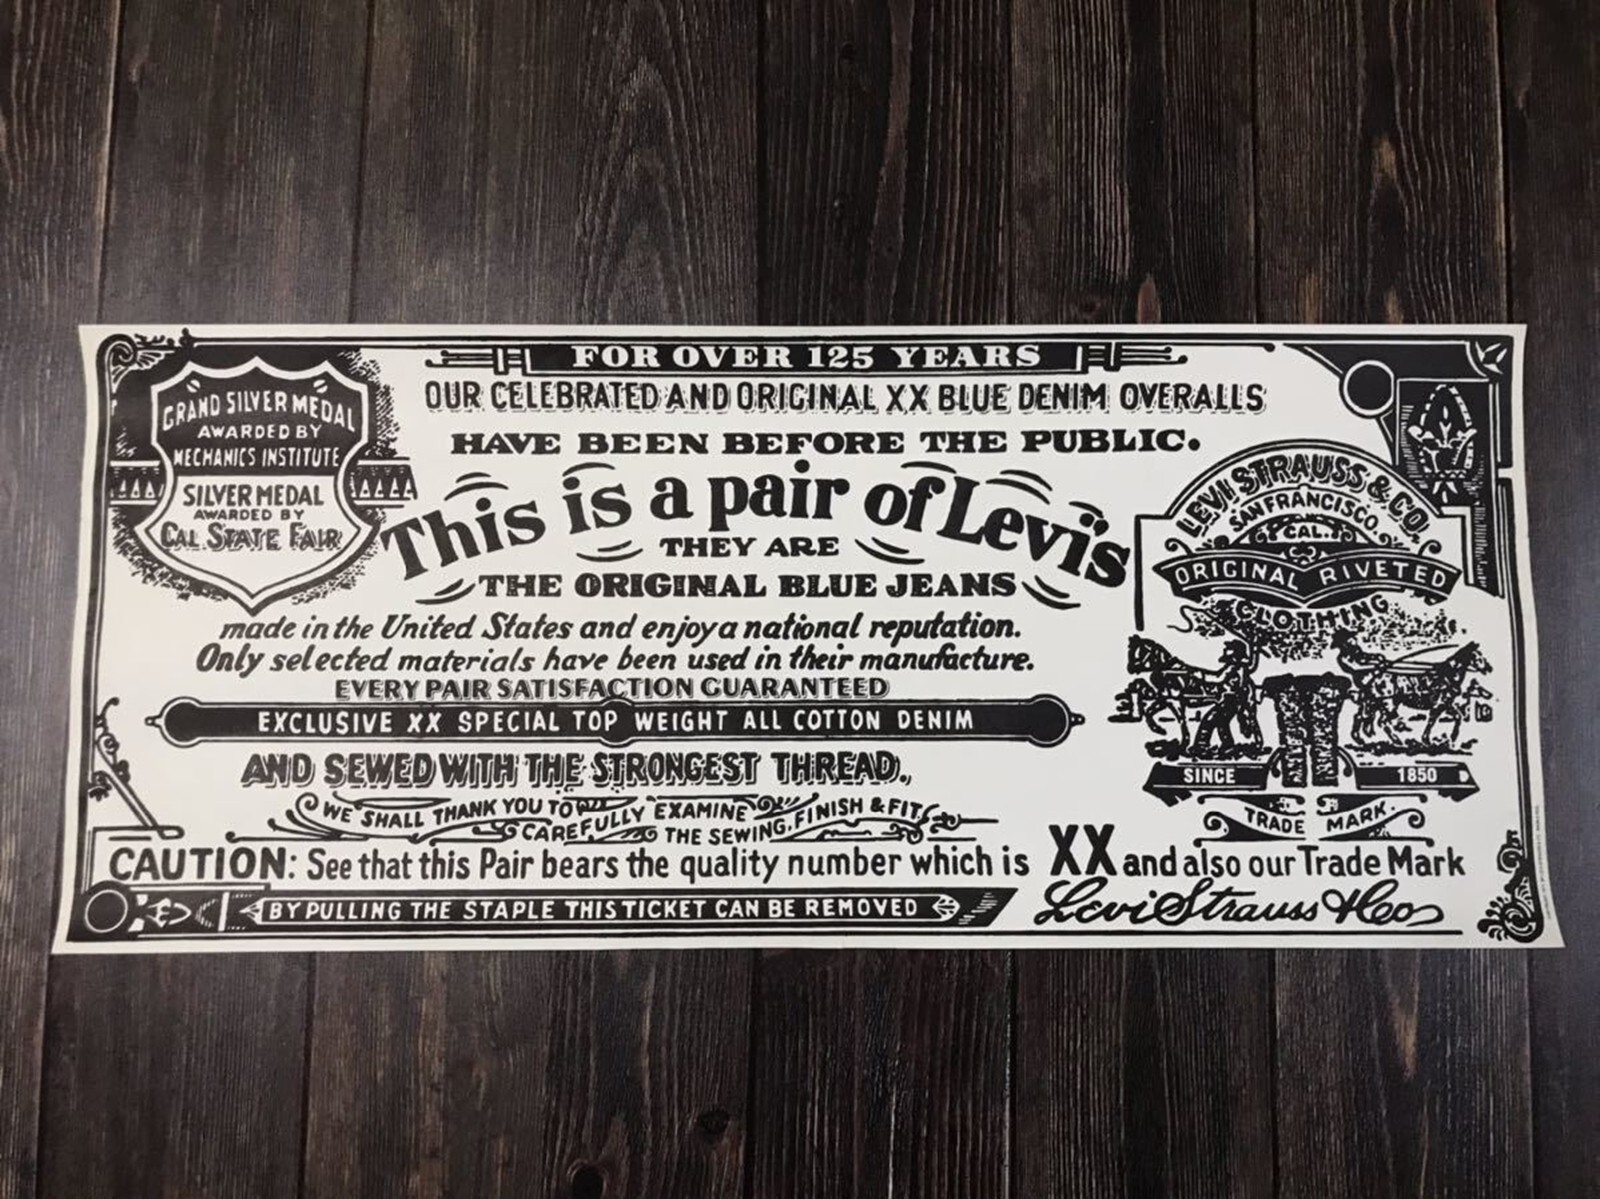 FOR OVER 125 YEARS
OUR CELEBRATED AND ORIGINAL XX BLUE DENIM OVERALLS
HAVE BEEN BEFORE THE PUBLIC.
GRAND SILVER MEDAL
AWARDED BY
MECHANICS INSTITUTE
SILVER MEDAL
AWARDED BY
CAL STATE FAIR
This is a pair of Levi's
THEY ARE
THE ORIGINAL BLUE JEANS
made in the United States and enjoy a national reputation.
Only selected materials have been used in their manufacture.
EVERY PAIR SATISFACTION GUARANTEED
EXCLUSIVE XX SPECIAL TOP WEIGHT ALL COTTON DENIM
AND SEWED WITH THE STRONGEST THREAD.,
WE SHALL THANK YOU TO EXAMINE FINISH & FIT.
CAREFULLY THE SEWING,
LEVI STRAUSS & CO.
SAN FRANCISCO.
CAL.
ORIGINAL RIVETED
CLOTHING
SINCE 1850
TRADE MARK.
CAUTION: See that this Pair bears the quality number which is XX and also our Trade Mark
BY PULLING THE STAPLE THIS TICKET CAN BE REMOVED
Levi Strauss & Co